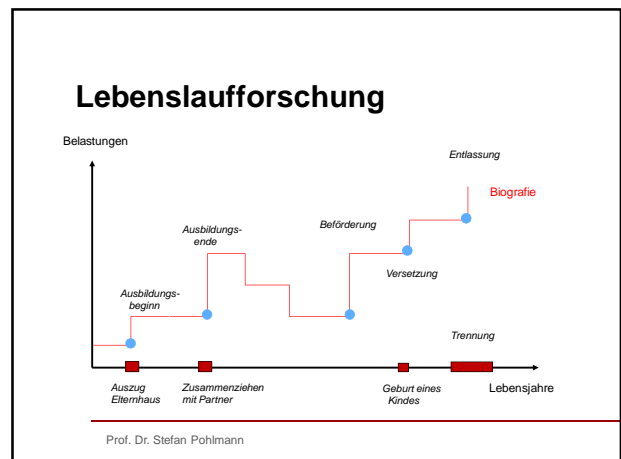 Lebenslaufforschung
Belastungen
Entlassung
Biografie
Beförderung
Ausbildungs-
ende
Versetzung
Ausbildungs-
beginn
Trennung
Auszug
Elternhaus
Zusammenziehen
mit Partner
Geburt eines
Kindes
Lebensjahre
Prof. Dr. Stefan Pohlmann